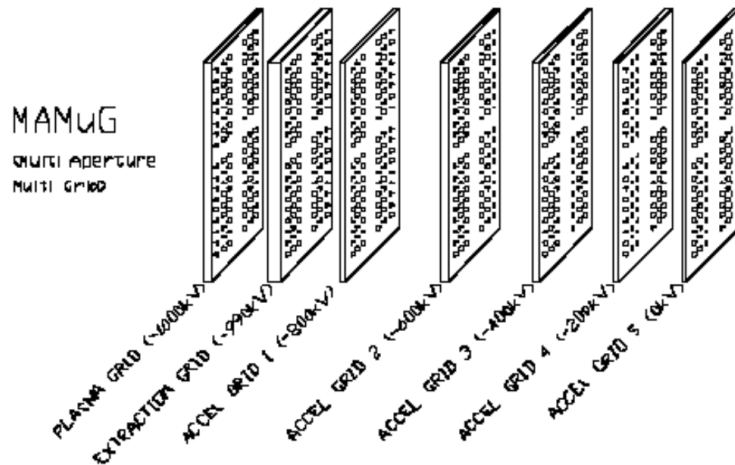 MAMuG
Multi Aperture
Multi Grid
PLASMA GRID (-1000kV)
EXTRACTION GRID (-990kV)
ACCEL GRID 1 (-800kV)
ACCEL GRID 2 (-600kV)
ACCEL GRID 3 (-400kV)
ACCEL GRID 4 (-200kV)
ACCEL GRID 5 (0kV)